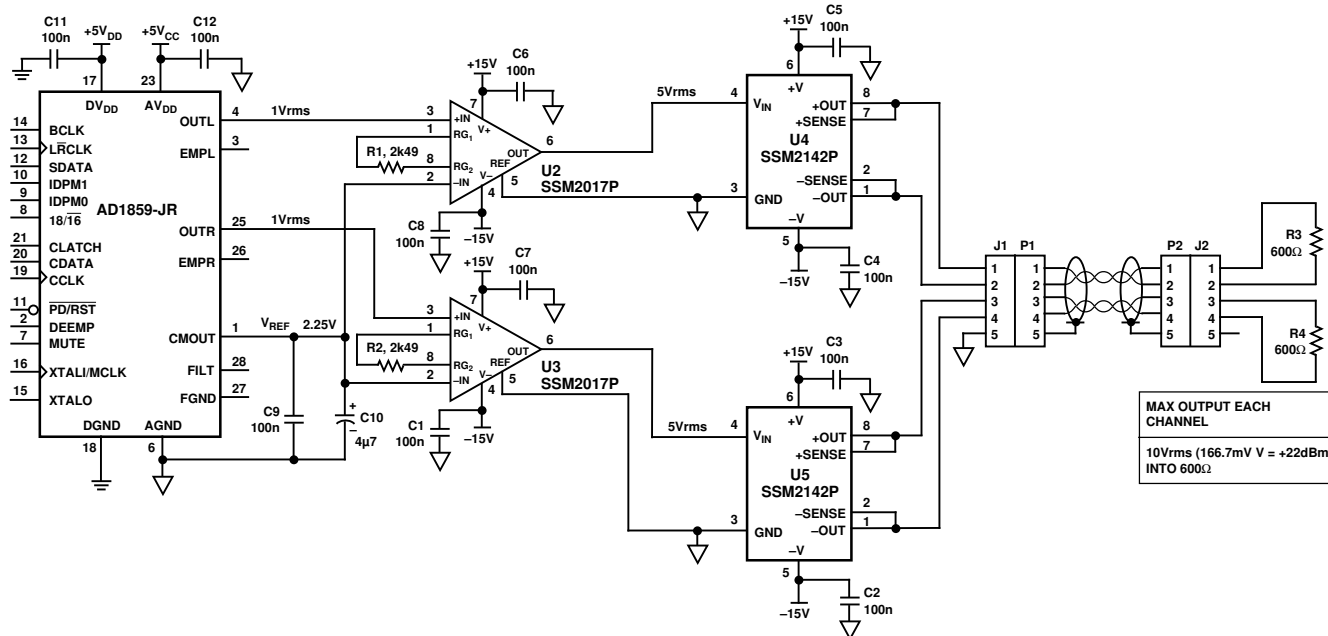 C11
100n
+5VDD
+5VCC
C12
100n
17
23
DVDD
AVDD
14
BCLK
13
LRCLK
12
SDATA
10
IDPM1
9
IDPM0
8
18/16
21
CLATCH
20
CDATA
19
CCLK
11
PD/RST
2
DEEMP
7
MUTE
16
XTALI/MCLK
15
XTALO
AD1859-JR
OUTL
4
EMPL
3
OUTR
25
EMPR
26
CMOUT
1
FILT
28
FGND
27
DGND
AGND
18
6
1Vrms
1Vrms
VREF
2.25V
C9
100n
+
–
C10
4µ7
R1, 2k49
+15V
C6
100n
7
3
+IN
1
RG1
V+
8
RG2
2
–IN
V–
REF
OUT
6
5
4
U2
SSM2017P
C8
100n
–15V
+15V
C7
100n
7
3
+IN
1
RG1
V+
R2, 2k49
8
RG2
2
–IN
V–
REF
OUT
6
5
4
U3
SSM2017P
C1
100n
–15V
5Vrms
5Vrms
+15V
C5
100n
6
+V
4
VIN
+OUT
8
+SENSE
7
U4
SSM2142P
–SENSE
2
–OUT
1
3
GND
–V
5
–15V
C4
100n
+15V
C3
100n
6
+V
4
VIN
+OUT
8
+SENSE
7
U5
SSM2142P
–SENSE
2
–OUT
1
3
GND
–V
5
–15V
C2
100n
J1
P1
1
2
3
4
5
1
2
3
4
5
P2
J2
1
2
3
4
5
1
2
3
4
5
R3
600Ω
R4
600Ω
MAX OUTPUT EACH
CHANNEL
10Vrms (166.7mV V = +22dBm
INTO 600Ω